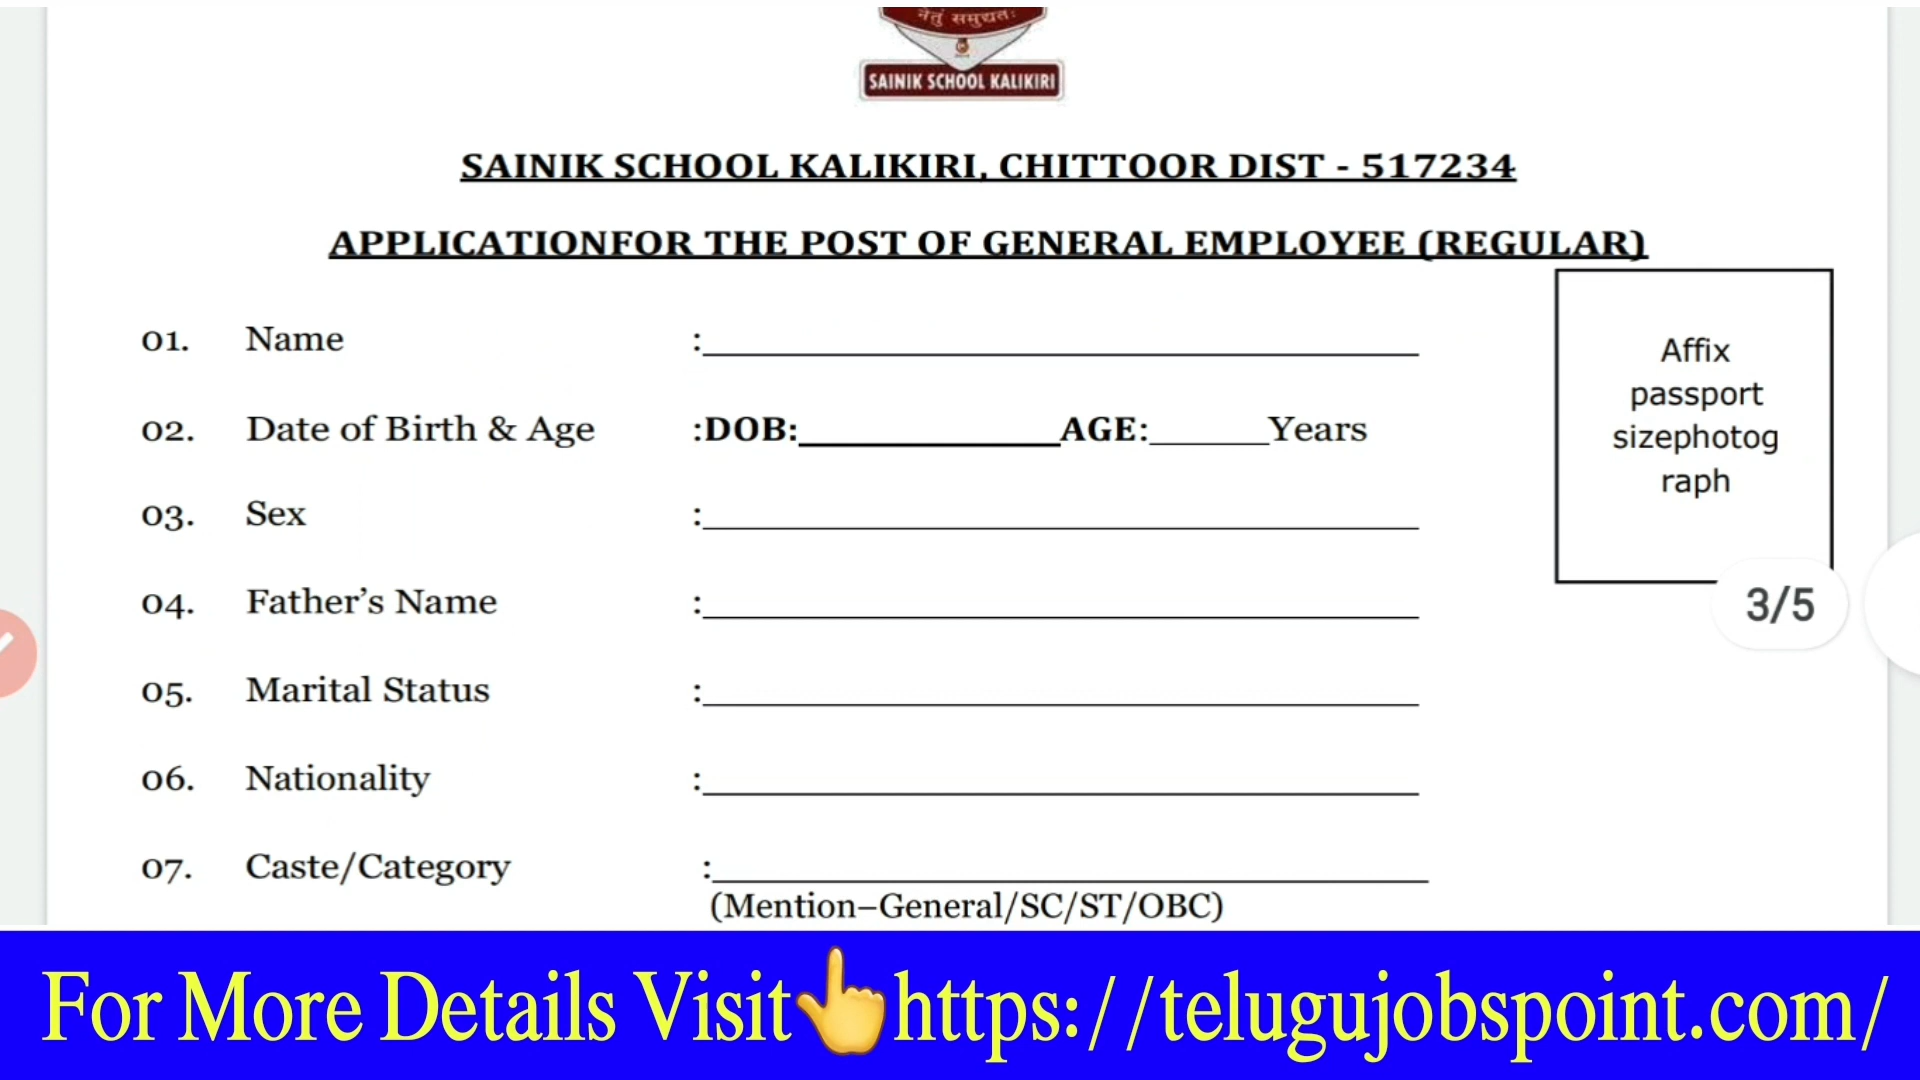 नेतुं समुद्यतः
SAINIK SCHOOL KALIKIRI
SAINIK SCHOOL KALIKIRI, CHITTOOR DIST - 517234
APPLICATIONFOR THE POST OF GENERAL EMPLOYEE (REGULAR)
Affix
passport
sizephotog
raph
01. Name :
02. Date of Birth & Age :DOB: AGE: Years
03. Sex :
04. Father's Name :
3/5
05. Marital Status :
06. Nationality :
07. Caste/Category :
(Mention–General/SC/ST/OBC)
For More Details Visit👆https://telugujobspoint.com/